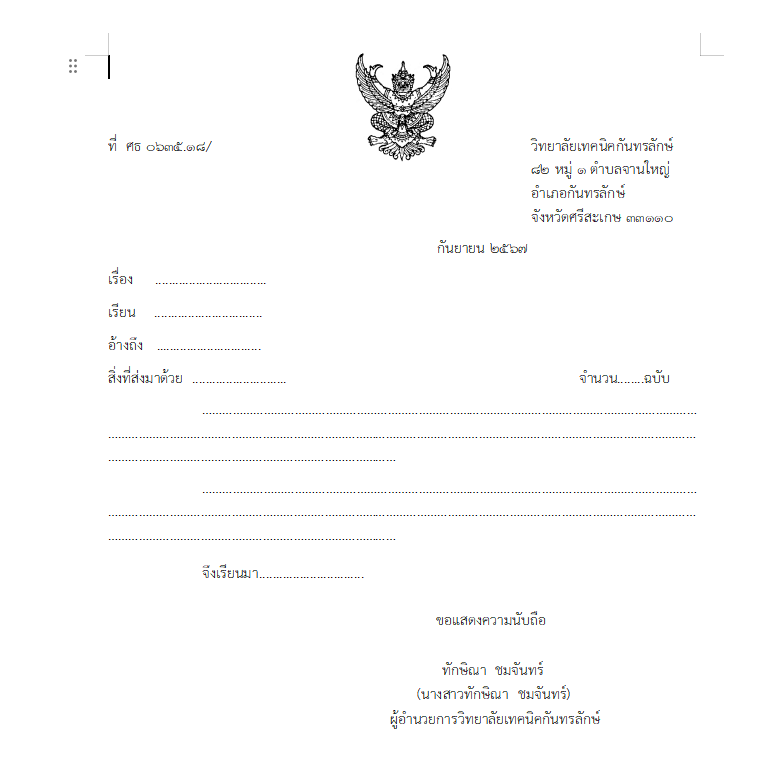 ที่ ศธ ๐๖๓๕.๑๘/
วิทยาลัยเทคนิคกันทรลักษ์
๘๒ หมู่ ๑ ตำบลจานใหญ่
อำเภอกันทรลักษ์
จังหวัดศรีสะเกษ ๓๓๑๑๐
กันยายน ๒๕๖๗
เรื่อง .................................
เรียน ................................
อ้างถึง ...............................
สิ่งที่ส่งมาด้วย ............................ จำนวน........ฉบับ
....................................................................................................................................................
................................................................................................................................................................................
......................................................................................
....................................................................................................................................................
................................................................................................................................................................................
......................................................................................
จึงเรียนมา...............................
ขอแสดงความนับถือ
ทักษิณา ชมจันทร์
(นางสาวทักษิณา ชมจันทร์)
ผู้อำนวยการวิทยาลัยเทคนิคกันทรลักษ์